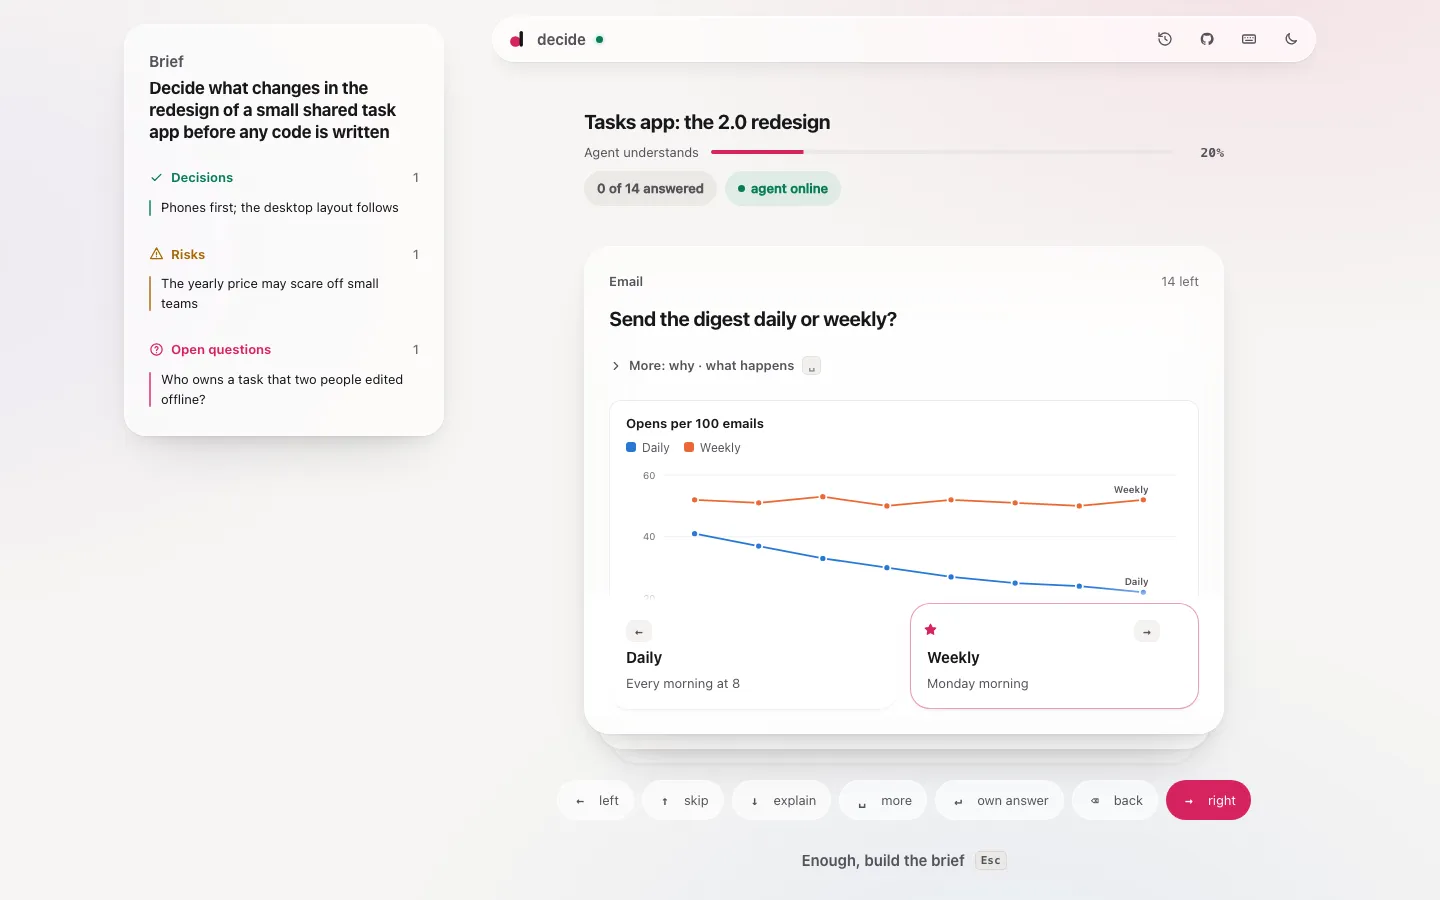 Brief
Decide what changes in the
redesign of a small shared task
app before any code is written
Decisions 1
Phones first; the desktop layout follows
Risks 1
The yearly price may scare off small
teams
Open questions 1
Who owns a task that two people edited
offline?
decide
Tasks app: the 2.0 redesign
Agent understands 20%
0 of 14 answered agent online
Email 14 left
Send the digest daily or weekly?
More: why · what happens ␣
Opens per 100 emails
Daily Weekly
60
Weekly
40
Daily
20
← →
Daily Weekly
Every morning at 8 Monday morning
← left ↑ skip ↓ explain ␣ more ↵ own answer ⌫ back → right
Enough, build the brief Esc